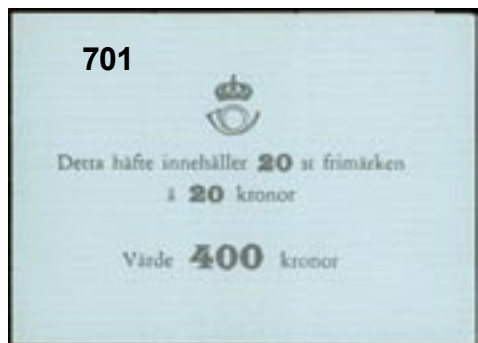 701
Detta häfte innehåller 20 st frimärken
à 20 kronor
Värde 400 kronor